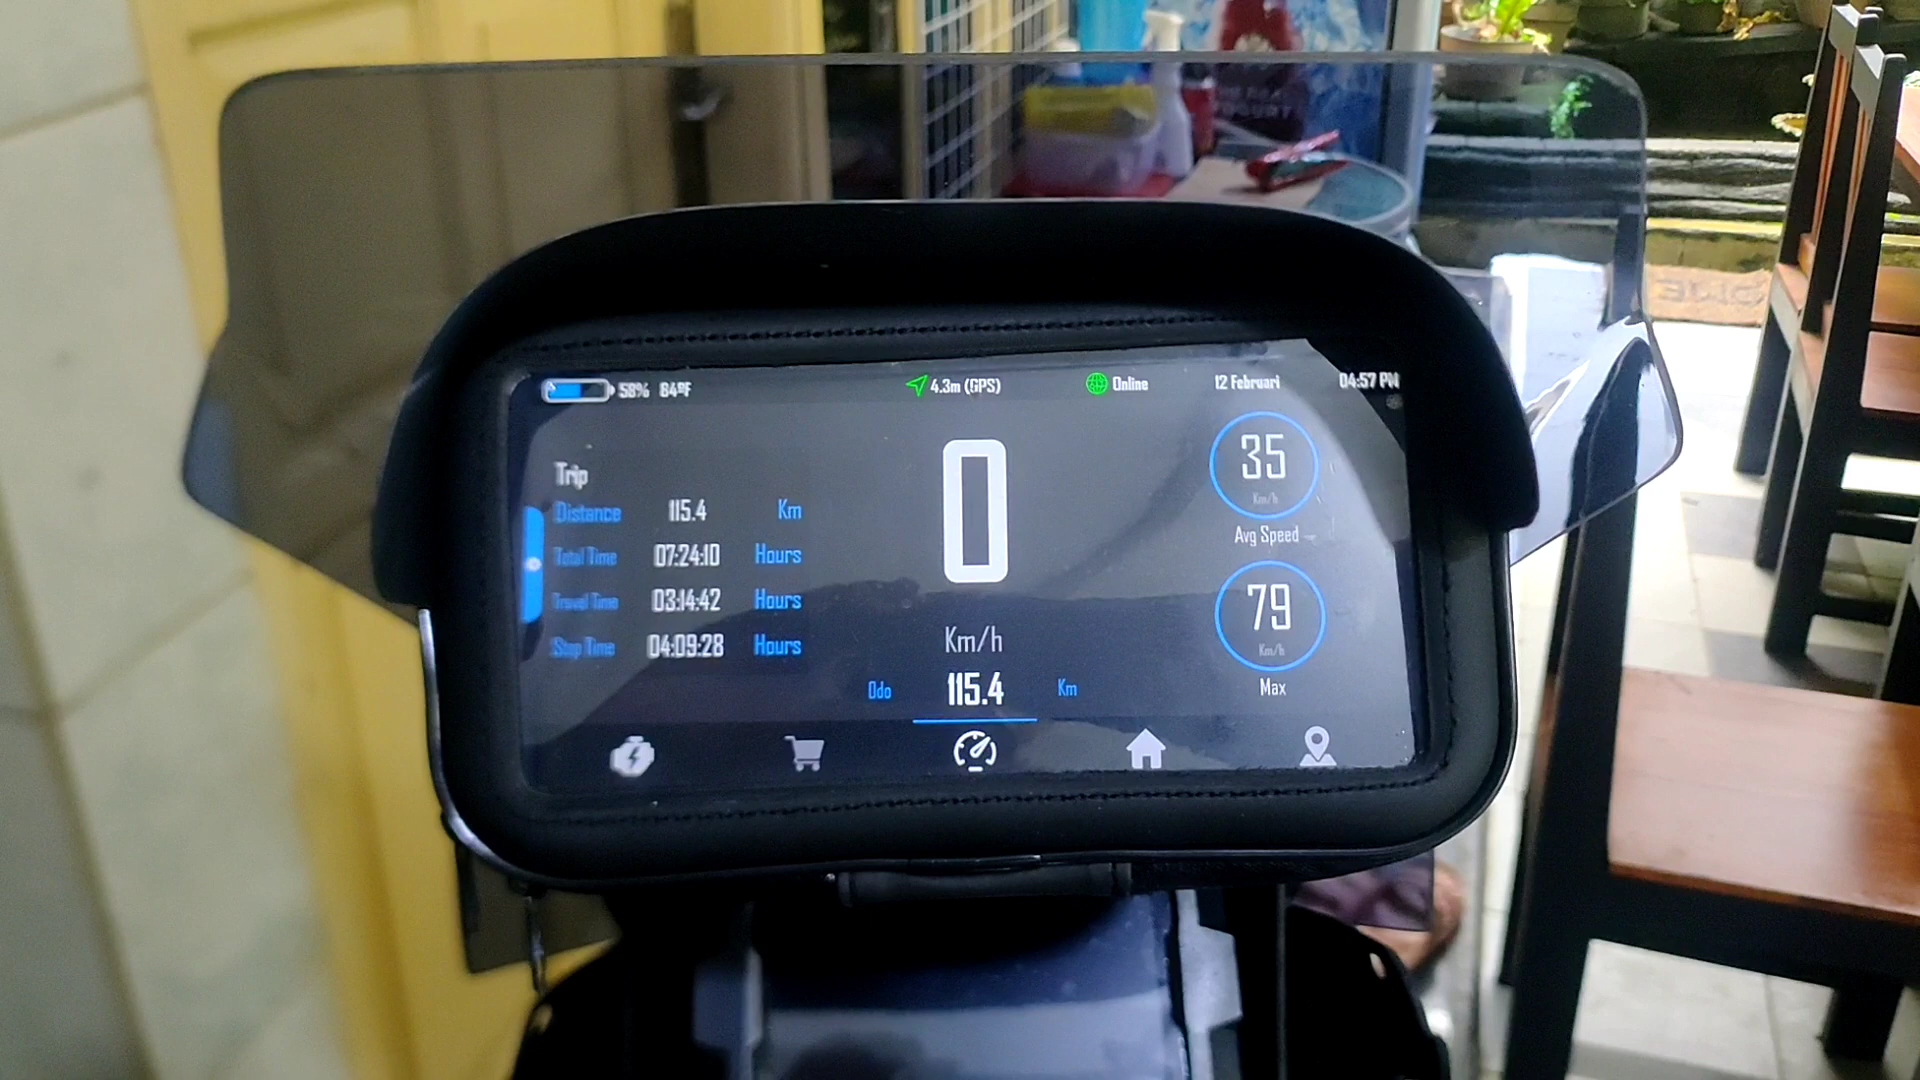 58% 84°F 4.3m (GPS) Online 12 Februari 04:57 PM
Trip
Distance 115.4 Km
Total Time 07:24:10 Hours
Travel Time 03:14:42 Hours
Stop Time 04:09:28 Hours
0
Km/h
Odo 115.4 Km
35
Km/h
Avg Speed
79
Km/h
Max